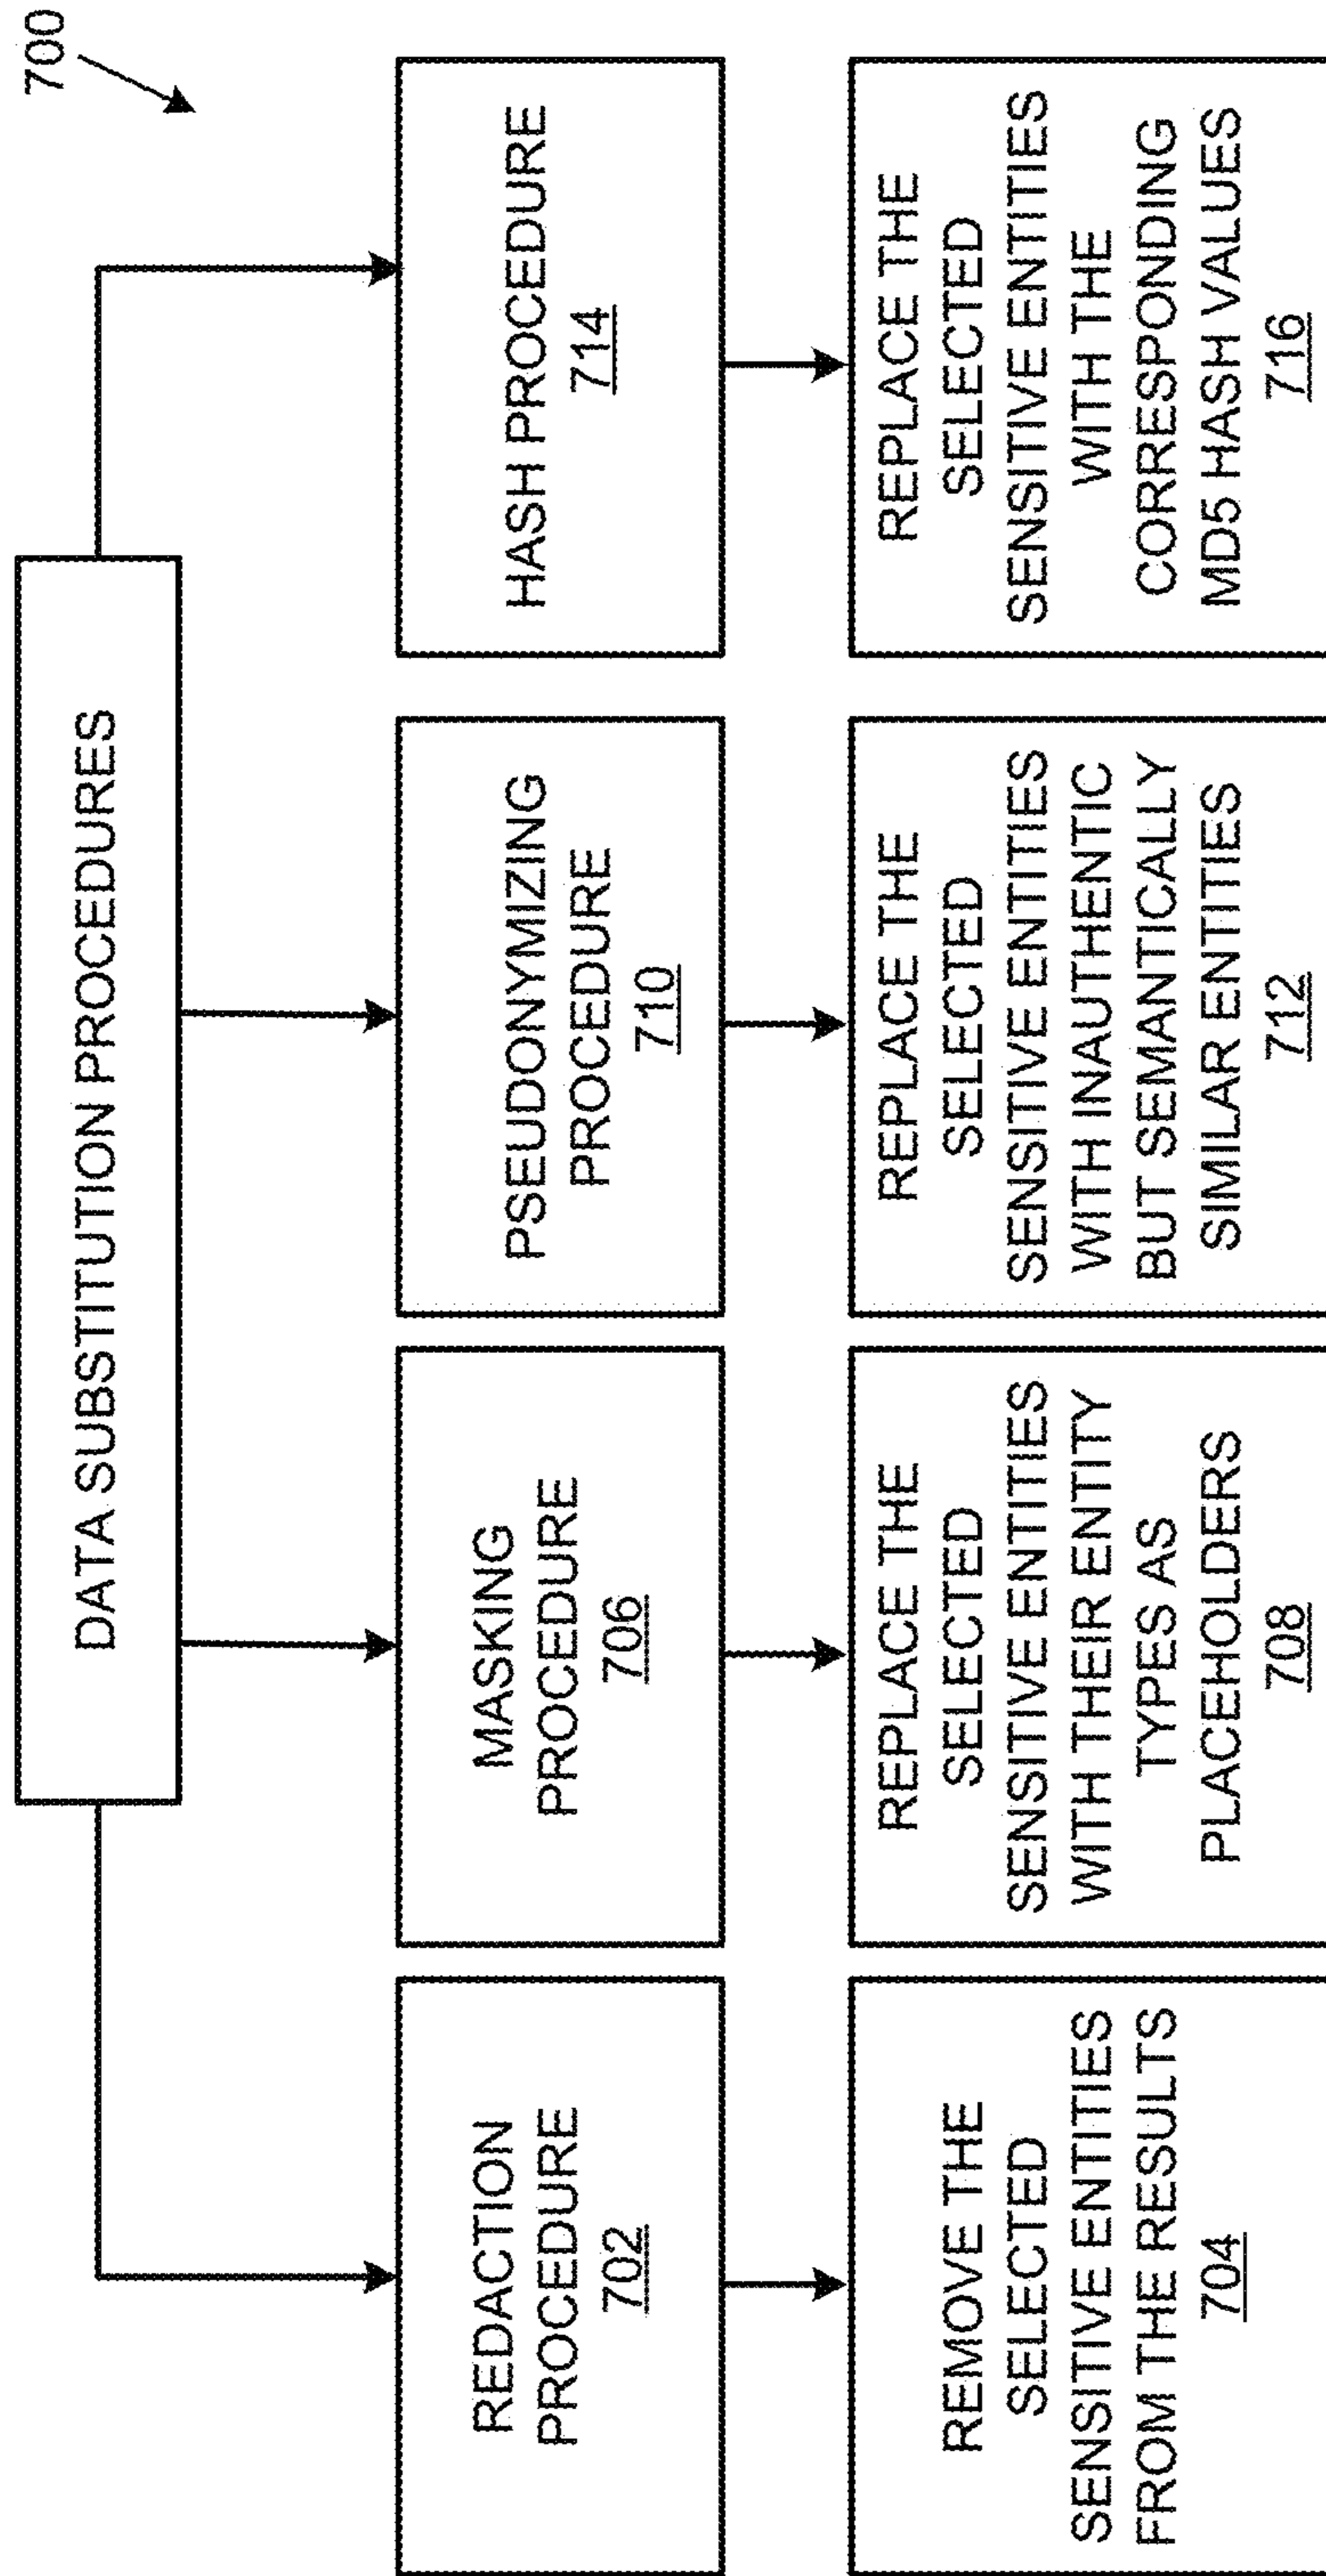 700
DATA SUBSTITUTION PROCEDURES
REDACTION
PROCEDURE
702
MASKING
PROCEDURE
706
PSEUDONYMIZING
PROCEDURE
710
HASH PROCEDURE
714
REMOVE THE
SELECTED
SENSITIVE ENTITIES
FROM THE RESULTS
704
REPLACE THE
SELECTED
SENSITIVE ENTITIES
WITH THEIR ENTITY
TYPES AS
PLACEHOLDERS
708
REPLACE THE
SELECTED
SENSITIVE ENTITIES
WITH INAUTHENTIC
BUT SEMANTICALLY
SIMILAR ENTITIES
712
REPLACE THE
SELECTED
SENSITIVE ENTITIES
WITH THE
CORRESPONDING
MD5 HASH VALUES
716